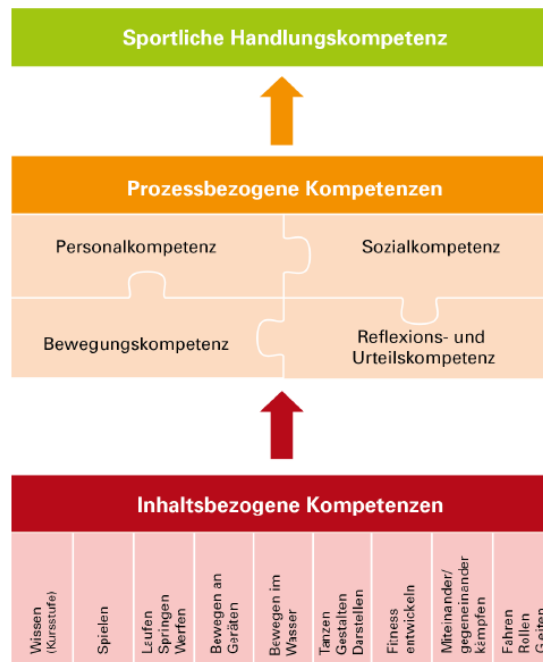 Sportliche Handlungskompetenz
Prozessbezogene Kompetenzen
Personalkompetenz
Sozialkompetenz
Bewegungskompetenz
Reflexions- und
Urteilskompetenz
Inhaltsbezogene Kompetenzen
Wissen
(Kursstufe)
Spielen
Laufen
Springen
Werfen
Bewegen an
Geräten
Bewegen im
Wasser
Tanzen
Gestalten
Darstellen
Fitness
entwickeln
Miteinander/
gegeneinander
kämpfen
Fahren
Rollen
Gleiten